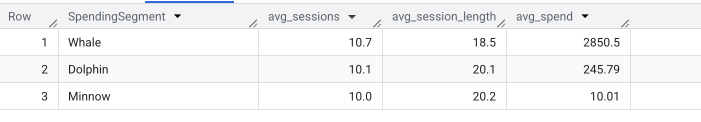 Row SpendingSegment avg_sessions avg_session_length avg_spend
1 Whale 10.7 18.5 2850.5
2 Dolphin 10.1 20.1 245.79
3 Minnow 10.0 20.2 10.01